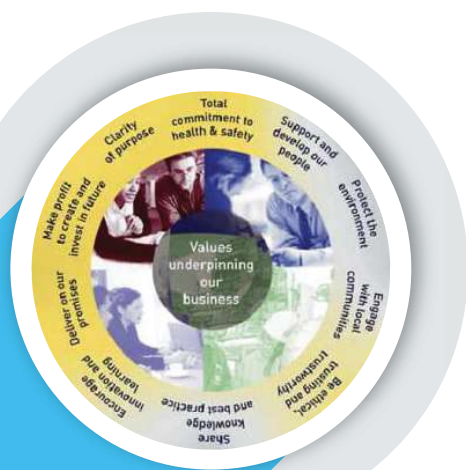 Total
commitment to
health & safety
Support and
develop our
people
Protect the
environment
Engage
with local
communities
Be ethical,
trusting and
trustworthy
Share
knowledge
and best practice
Encourage
innovation and
learning
Deliver on our
promises
Make profit
to create and
invest in future
Clarity
of purpose
Values
underpinning
our
business